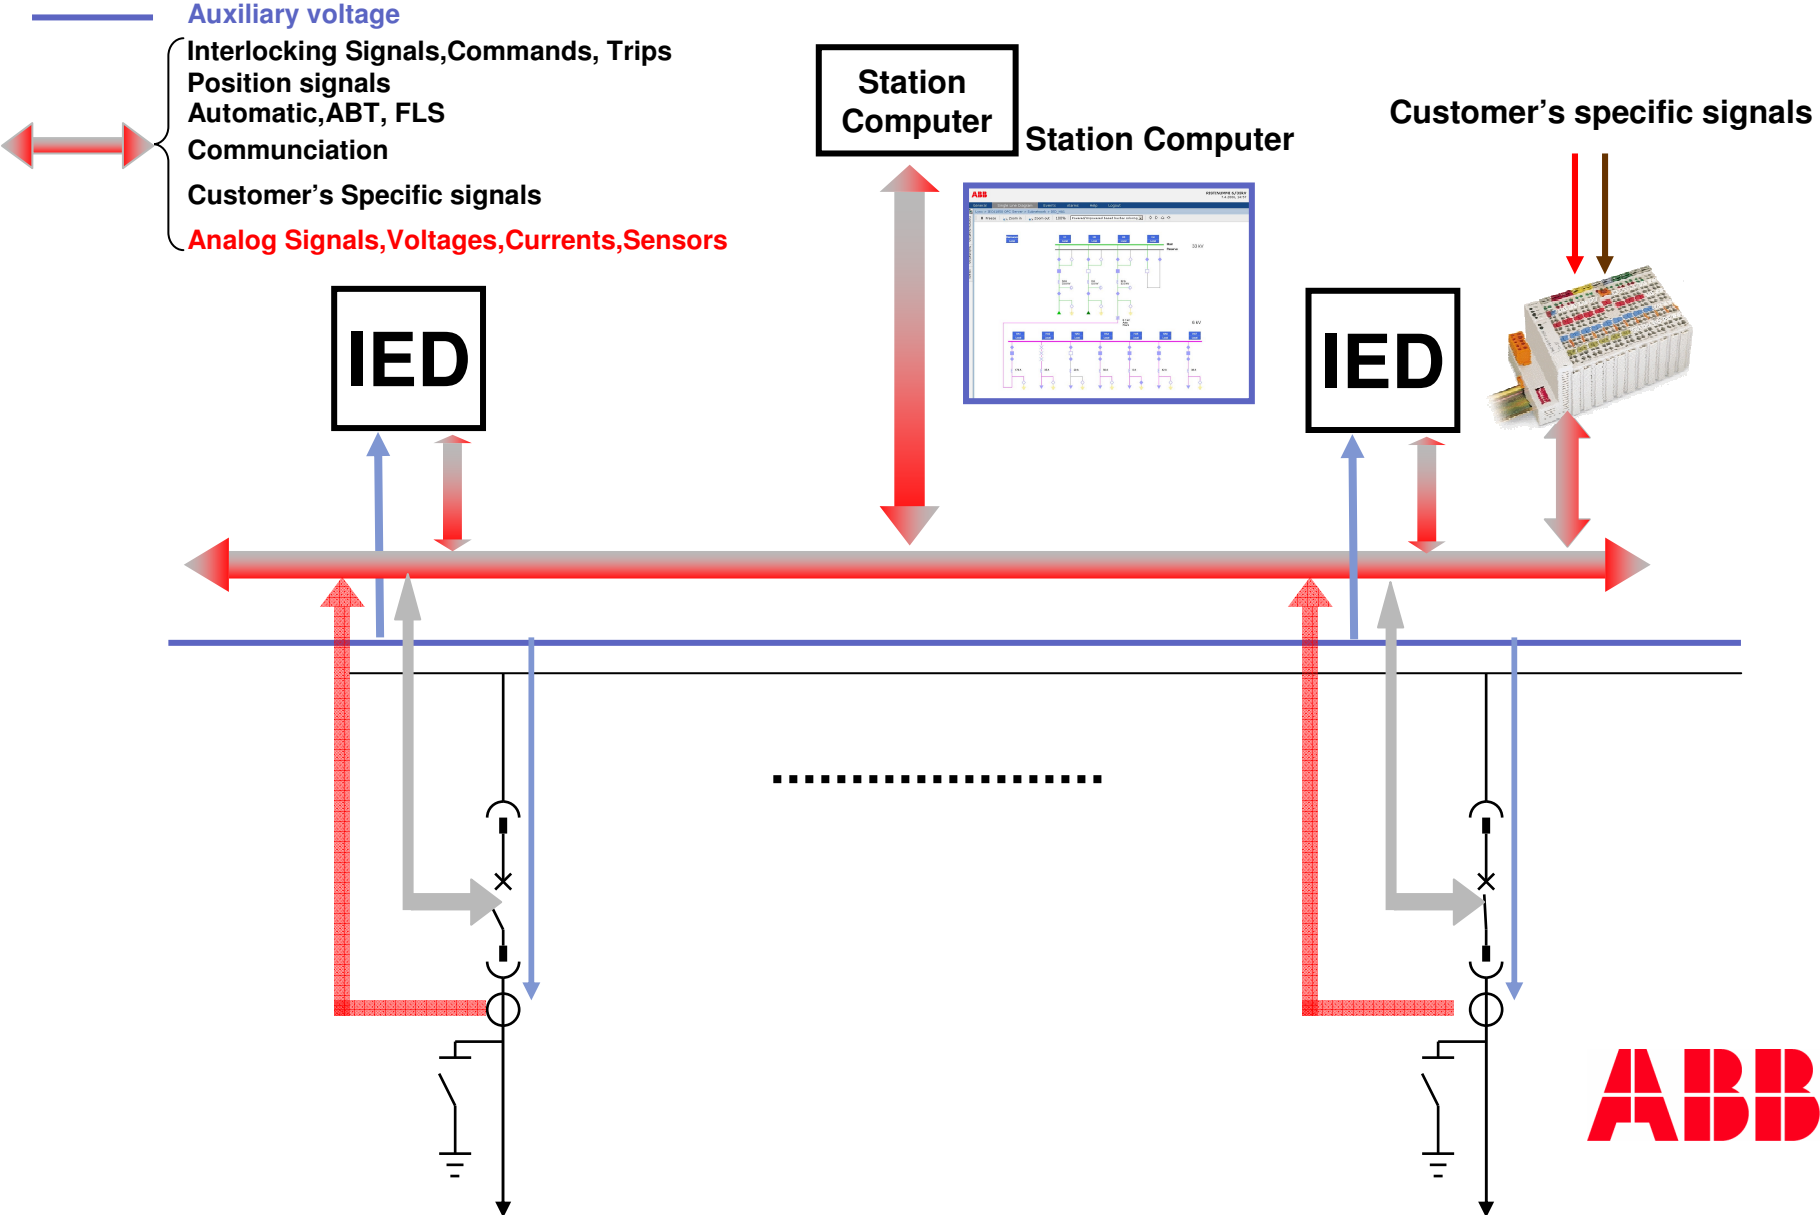 Auxiliary voltage
Interlocking Signals,Commands, Trips
Position signals
Automatic,ABT, FLS
Communciation
Customer's Specific signals
Analog Signals,Voltages,Currents,Sensors
Station
Computer
Station Computer
Customer's specific signals
ABB
IED
IED
ABB